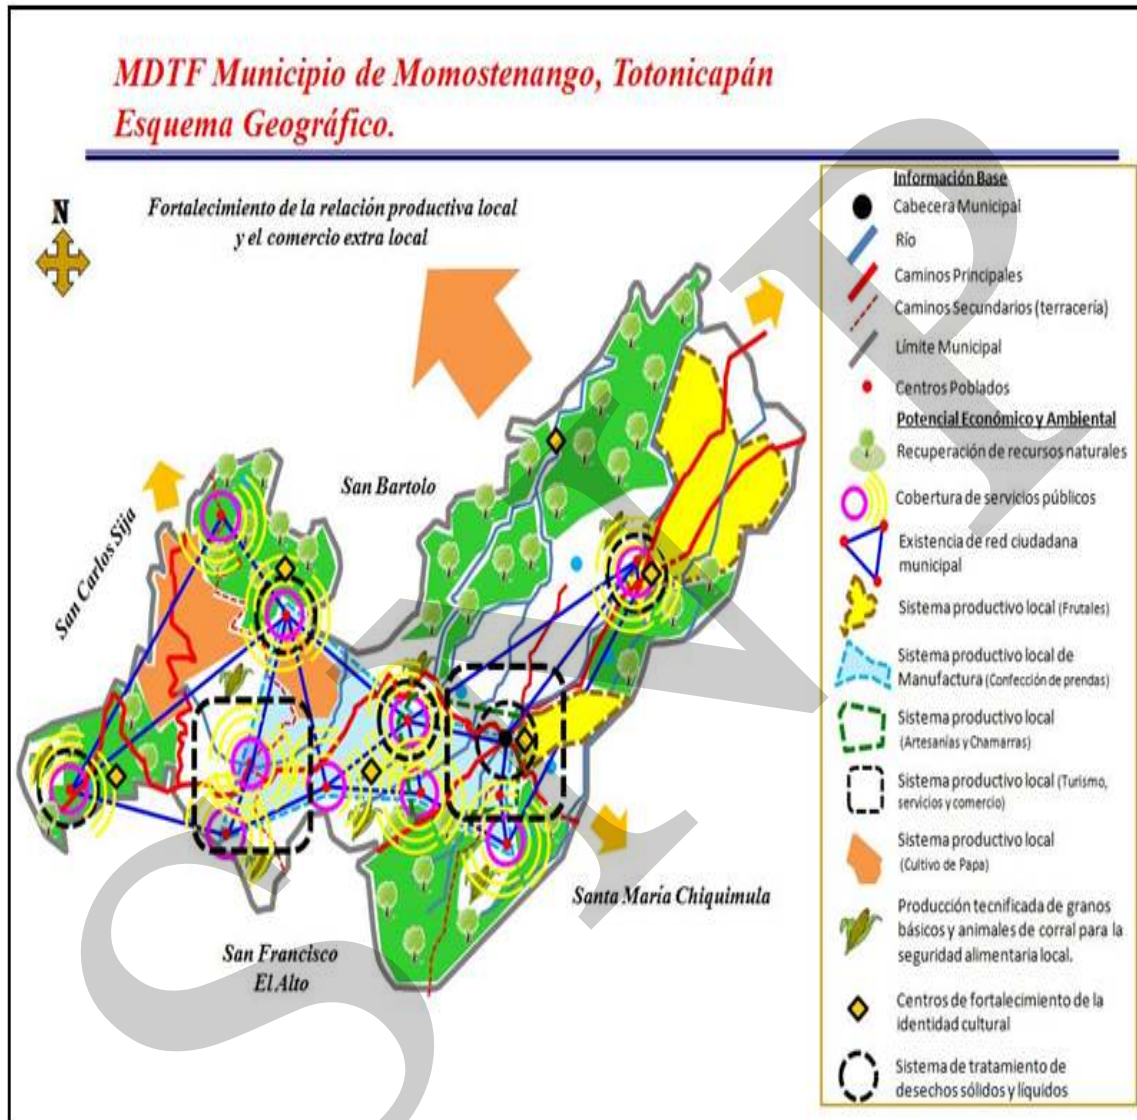 MDTF Municipio de Momostenango, Totonicapán
Esquema Geográfico.
N
Fortalecimiento de la relación productiva local
y el comercio extra local
San Bartolo
San Carlos Sija
Santa María Chiquimula
San Francisco
El Alto
Información Base
Cabecera Municipal
Río
Caminos Principales
Caminos Secundarios (terracería)
Límite Municipal
Centros Poblados
Potencial Económico y Ambiental
Recuperación de recursos naturales
Cobertura de servicios públicos
Existencia de red ciudadana
municipal
Sistema productivo local (Frutales)
Sistema productivo local de
Manufactura (Confección de prendas)
Sistema productivo local
(Artesanías y Chamarras)
Sistema productivo local (Turismo,
servicios y comercio)
Sistema productivo local
(Cultivo de Papa)
Producción tecnificada de granos
básicos y animales de corral para la
seguridad alimentaria local.
Centros de fortalecimiento de la
identidad cultural
Sistema de tratamiento de
desechos sólidos y líquidos